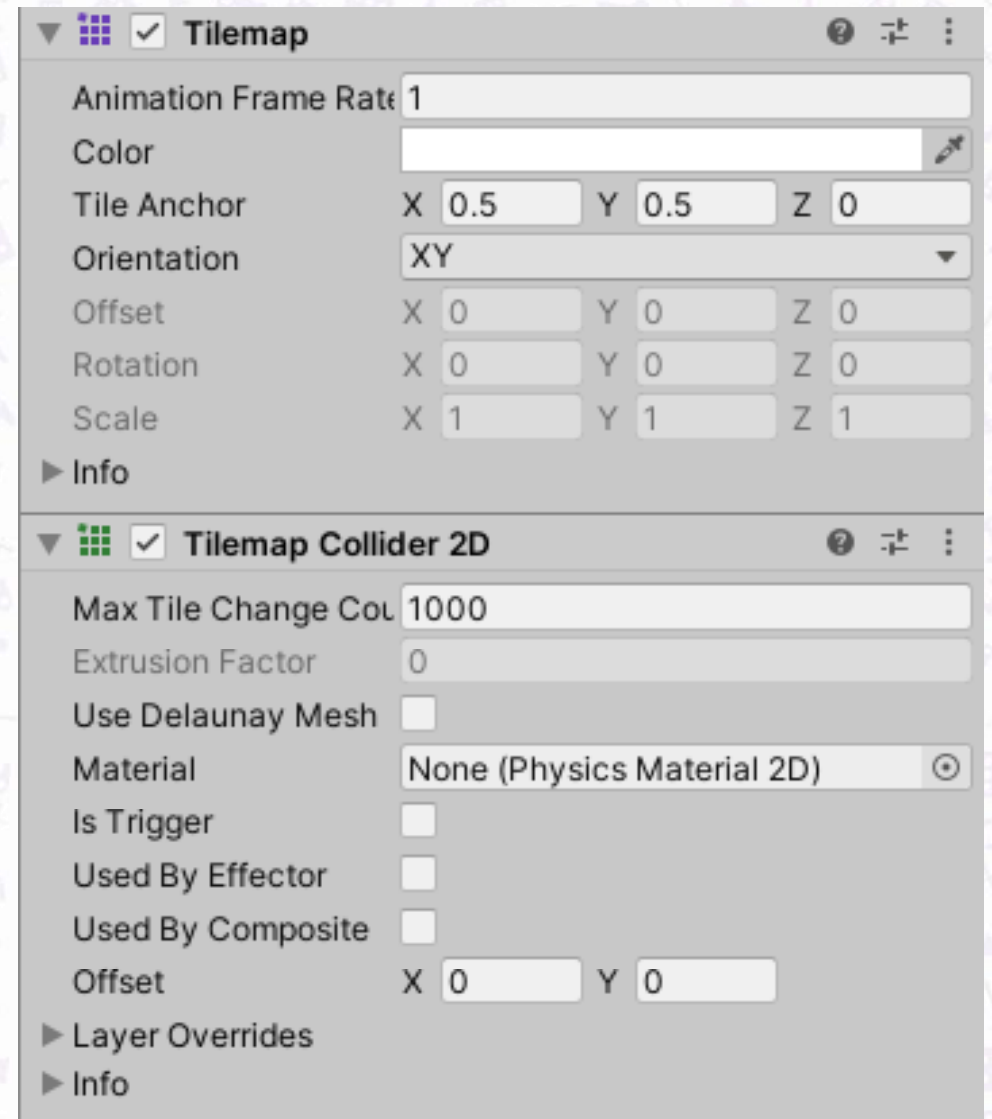 Tilemap
Animation Frame Rate 1
Color
Tile Anchor X 0.5 Y 0.5 Z 0
Orientation XY
Offset X 0 Y 0 Z 0
Rotation X 0 Y 0 Z 0
Scale X 1 Y 1 Z 1
Info
Tilemap Collider 2D
Max Tile Change Cou 1000
Extrusion Factor 0
Use Delaunay Mesh
Material None (Physics Material 2D)
Is Trigger
Used By Effector
Used By Composite
Offset X 0 Y 0
Layer Overrides
Info